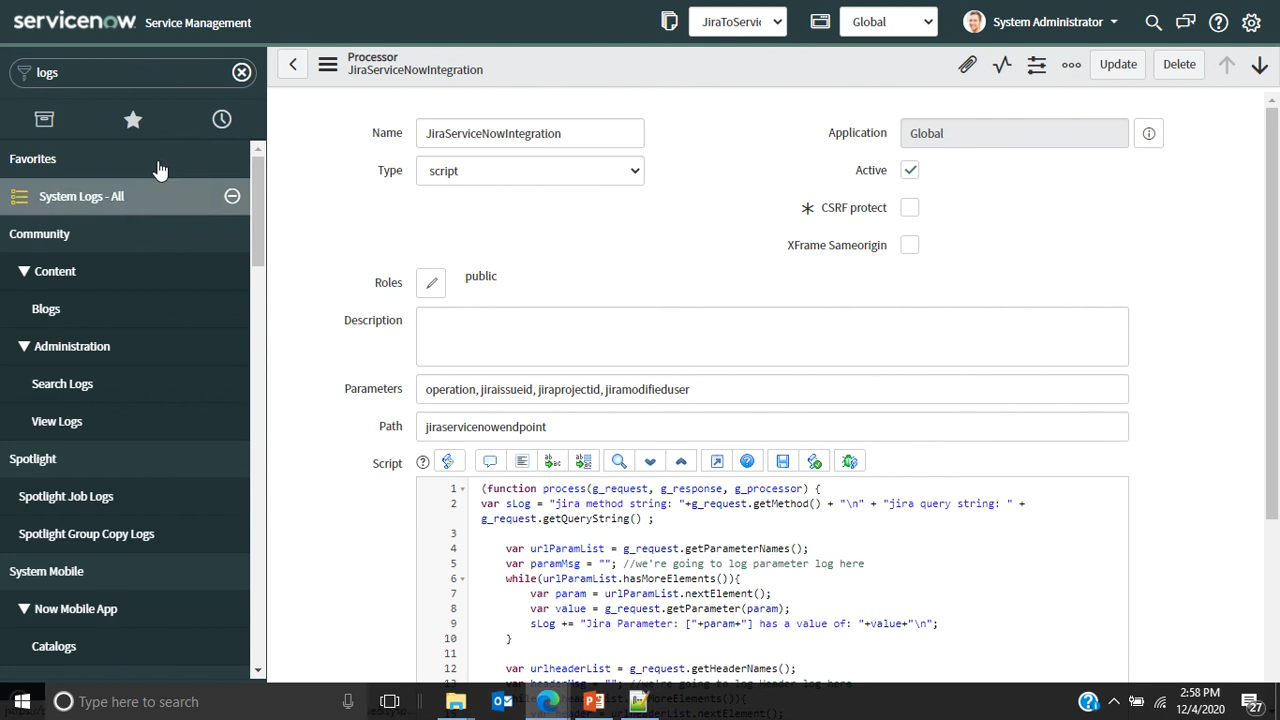 servicenow Service Management
JiraToServic
Global
System Administrator
logs
Processor
JiraServiceNowIntegration
Update
Delete
Favorites
System Logs - All
Community
Content
Blogs
Administration
Search Logs
View Logs
Spotlight
Spotlight Job Logs
Spotlight Group Copy Logs
System Mobile
Now Mobile App
Catalogs
Name JiraServiceNowIntegration
Application Global
Type script
Active
CSRF protect
XFrame Sameorigin
Roles public
Description
Parameters operation, jiraissueid, jiraprojectid, jiramodifieduser
Path jiraservicenowendpoint
Script
1 (function process(g_request, g_response, g_processor) {
2 var sLog = "jira method string: "+g_request.getMethod() + "\n" + "jira query string: " +
g_request.getQueryString() ;
3
4 var urlParamList = g_request.getParameterNames();
5 var paramMsg = ""; //we're going to log parameter log here
6 while(urlParamList.hasMoreElements()){
7 var param = urlParamList.nextElement();
8 var value = g_request.getParameter(param);
9 sLog += "Jira Parameter: ["+param+"] has a value of: "+value+"\n";
10 }
11
12 var urlheaderList = g_request.getHeaderNames();
Type here to search
2:58 PM
12/4/2020
27